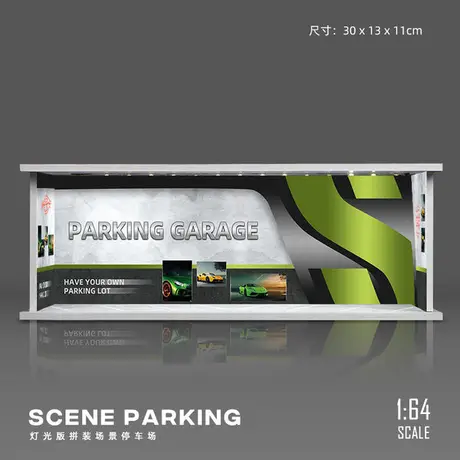 尺寸：30 x 13 x 11cm
PARKING GARAGE
HAVE YOUR OWN
PARKING LOT
SCENE PARKING
灯光版拼装场景停车场
1:64
SCALE